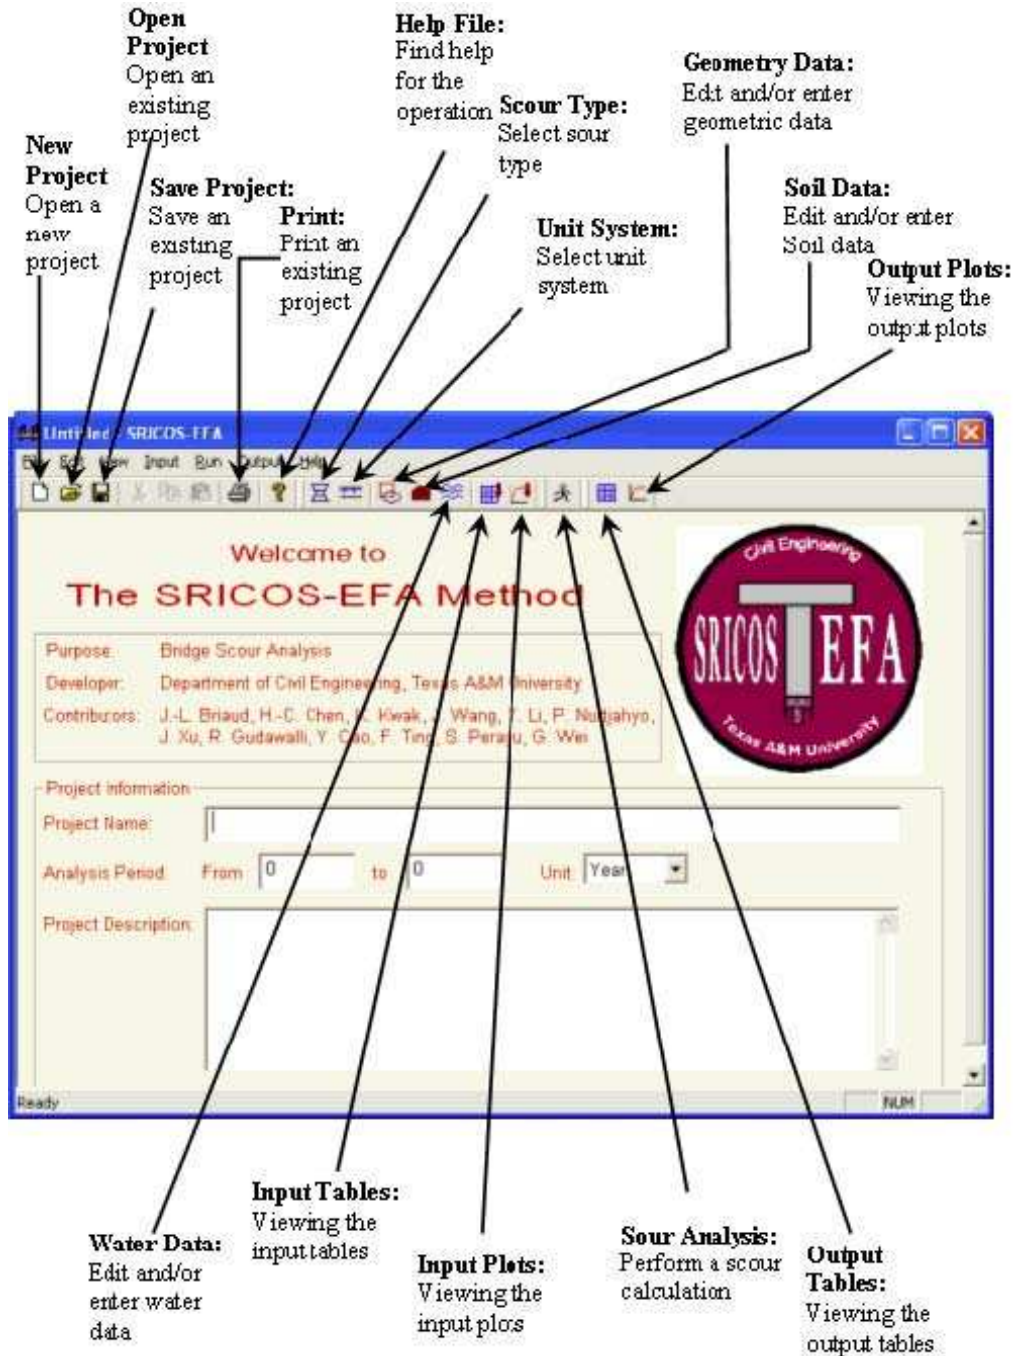 Open
Project
Open an
existing
project
Help File:
Find help
for the
operation
Scour Type:
Select sour
type
Geometry Data:
Edit and/or enter
geometric data
New
Project
Open a
new
project
Save Project:
Save an
existing
project
Print:
Print an
existing
project
Unit System:
Select unit
system
Soil Data:
Edit and/or enter
Soil data
Output Plots:
Viewing the
output plots
Untitled - SRICOS-EFA
File Edit View Input Run Output Help
Welcome to
The SRICOS-EFA Method
Purpose: Bridge Scour Analysis
Developer: Department of Civil Engineering, Texas A&M University
Contributors: J.-L. Briaud, H.-C. Chen, K. Kwak, J. Wang, Y. Li, P. Nurtjahyo,
J. Xu, R. Gudawalli, Y. Cao, F. Ting, S. Perugu, G. Wei
Civil Engineering
SRICOS EFA
Texas A&M University
Project Information
Project Name:
Analysis Period: From 0 to 0 Unit Year
Project Description:
Ready NUM
Water Data:
Edit and/or
enter water
data
Input Tables:
Viewing the
input tables
Input Plots:
Viewing the
input plots
Sour Analysis:
Perform a scour
calculation
Output
Tables:
Viewing the
output tables